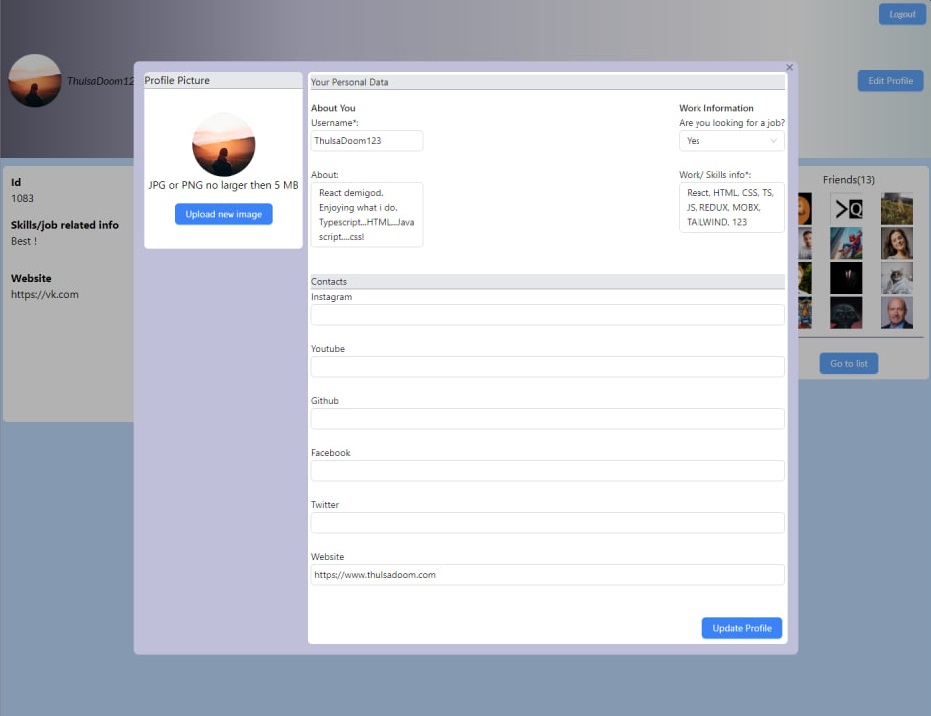 Logout
ThulsaDoom12
Edit Profile
Id
1083
Skills/job related info
Best !
Website
https://vk.com
Profile Picture
JPG or PNG no larger then 5 MB
Upload new image
Your Personal Data
About You
Username*:
ThulsaDoom123
About:
React demigod.
Enjoying what i do.
Typescript...HTML...Java
script....css!
Work Information
Are you looking for a job?
Yes
Work/ Skills info*:
React, HTML, CSS, TS,
JS, REDUX, MOBX,
TAILWIND, 123
Contacts
Instagram
Youtube
Github
Facebook
Twitter
Website
https://www.thulsadoom.com
Update Profile
Friends(13)
Go to list